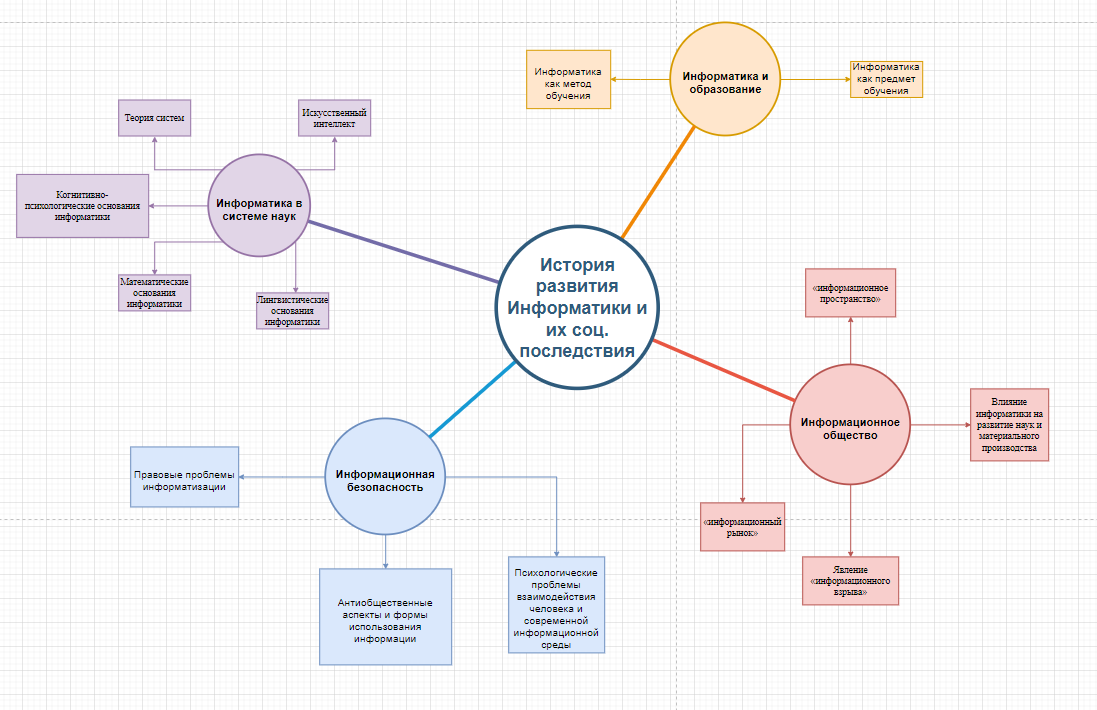 Информатика и
образование
Информатика
как метод
обучения
Информатика
как предмет
обучения
Теория систем
Искусственный
интеллект
Когнитивно-
психологические основания
информатики
Информатика в
системе наук
Математические
основания
информатики
Лингвистические
основания
информатики
История
развития
Информатики и
их соц.
последствия
«информационное
пространство»
Информационное
общество
Влияние
информатики на
развитие наук и
материального
производства
«информационный
рынок»
Явление
«информационного
взрыва»
Информационная
безопасность
Правовые проблемы
информатизации
Антиобщественные
аспекты и формы
использования
информации
Психологические
проблемы
взаимодействия
человека и
современной
информационной
среды